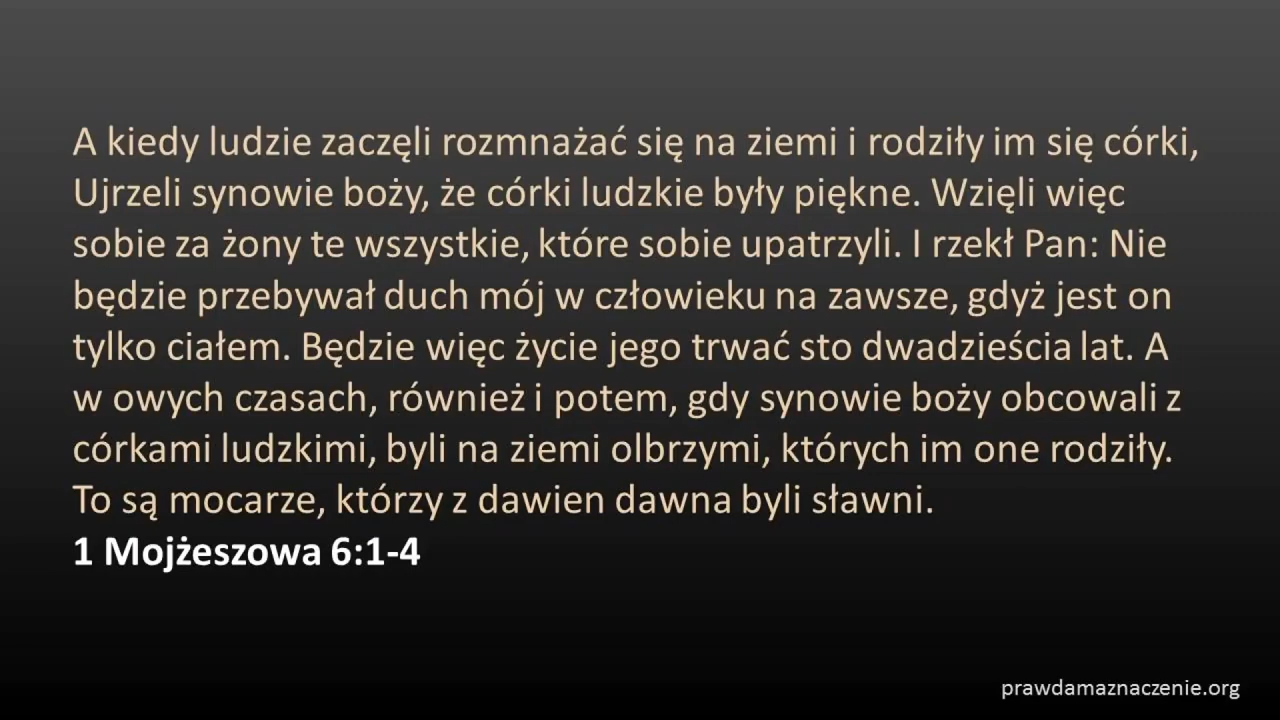 A kiedy ludzie zaczęli rozmnażać się na ziemi i rodziły im się córki,
Ujrzeli synowie boży, że córki ludzkie były piękne. Wzięli więc
sobie za żony te wszystkie, które sobie upatrzyli. I rzekł Pan: Nie
będzie przebywał duch mój w człowieku na zawsze, gdyż jest on
tylko ciałem. Będzie więc życie jego trwać sto dwadzieścia lat. A
w owych czasach, również i potem, gdy synowie boży obcowali z
córkami ludzkimi, byli na ziemi olbrzymi, których im one rodziły.
To są mocarze, którzy z dawien dawna byli sławni.
1 Mojżeszowa 6:1-4
prawdamaznaczenie.org